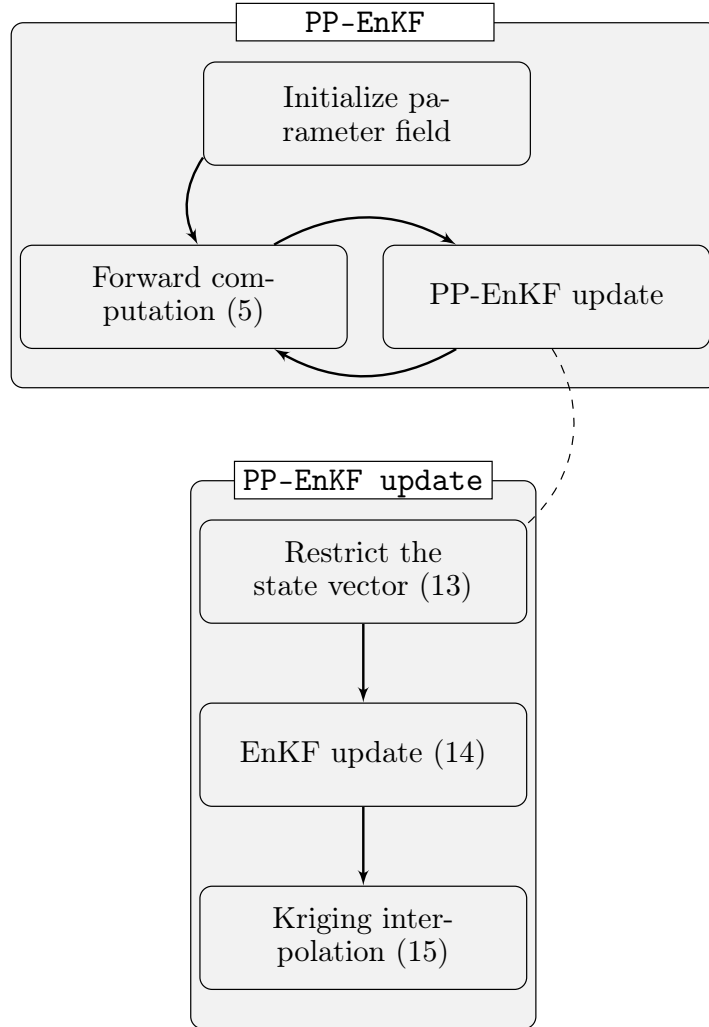 PP-EnKF
Initialize pa-
rameter field
Forward com-
putation (5)
PP-EnKF update
PP-EnKF update
Restrict the
state vector (13)
EnKF update (14)
Kriging inter-
polation (15)